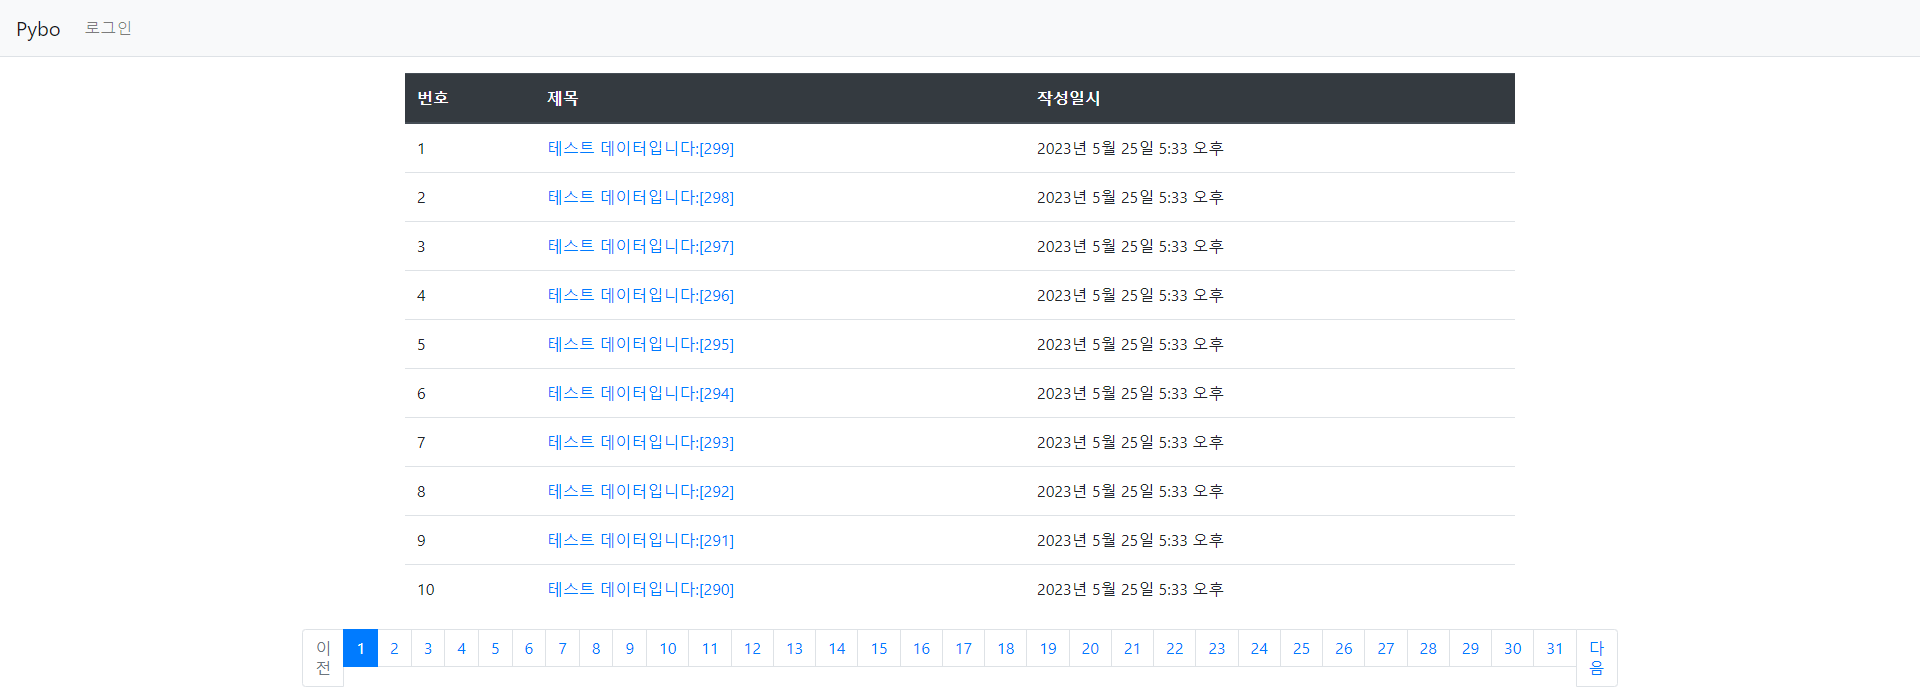 Pybo 로그인
번호 제목 작성일시
1 테스트 데이터입니다:[299] 2023년 5월 25일 5:33 오후
2 테스트 데이터입니다:[298] 2023년 5월 25일 5:33 오후
3 테스트 데이터입니다:[297] 2023년 5월 25일 5:33 오후
4 테스트 데이터입니다:[296] 2023년 5월 25일 5:33 오후
5 테스트 데이터입니다:[295] 2023년 5월 25일 5:33 오후
6 테스트 데이터입니다:[294] 2023년 5월 25일 5:33 오후
7 테스트 데이터입니다:[293] 2023년 5월 25일 5:33 오후
8 테스트 데이터입니다:[292] 2023년 5월 25일 5:33 오후
9 테스트 데이터입니다:[291] 2023년 5월 25일 5:33 오후
10 테스트 데이터입니다:[290] 2023년 5월 25일 5:33 오후
이전 1 2 3 4 5 6 7 8 9 10 11 12 13 14 15 16 17 18 19 20 21 22 23 24 25 26 27 28 29 30 31 다음